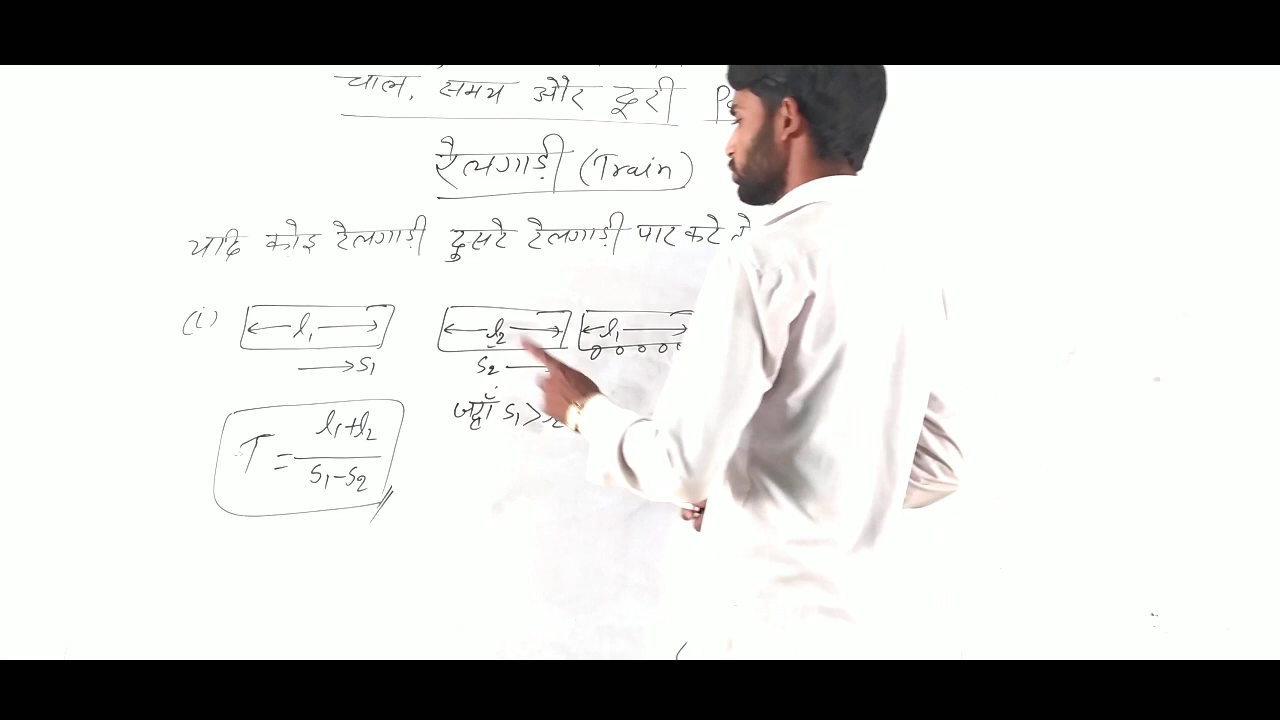 चाल, समय और दूरी
रेलगाड़ी (Train)
यदि कोइ रेलगाड़ी दुसरे रेलगाड़ी पार करे तो
(i) l₁ l₂ l₁
→ S₁ S₂ →
जहाँ S₁ > S₂
T = l₁+l₂ / S₁-S₂